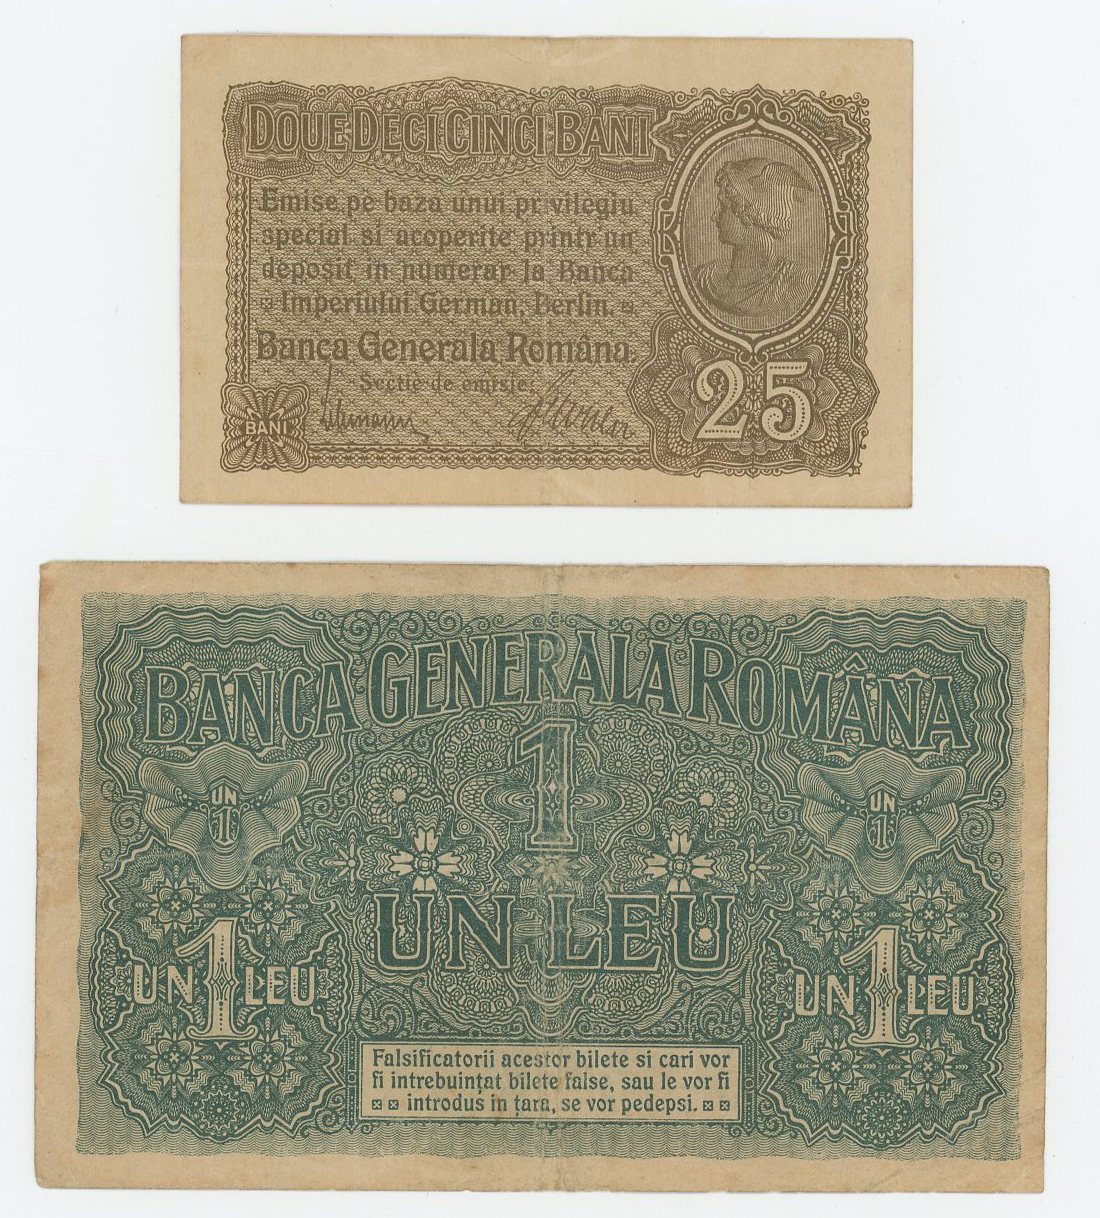 DOUĔ DECI CINCI BANI
Emise pe baza unui privilegiu
special si acoperite printr'un
deposit in numerar la Banca
Imperiului German, Berlin.
Banca Generala Româna
Sectie de emisie:
BANI
25
BANCA GENERALA ROMÂNA
1
UN
1
UN
1
UN LEU
UN 1 LEU
UN 1 LEU
Falsificatorii acestor bilete si cari vor
fi intrebuințat bilete false, sau le vor fi
introdus in țara, se vor pedepsi.